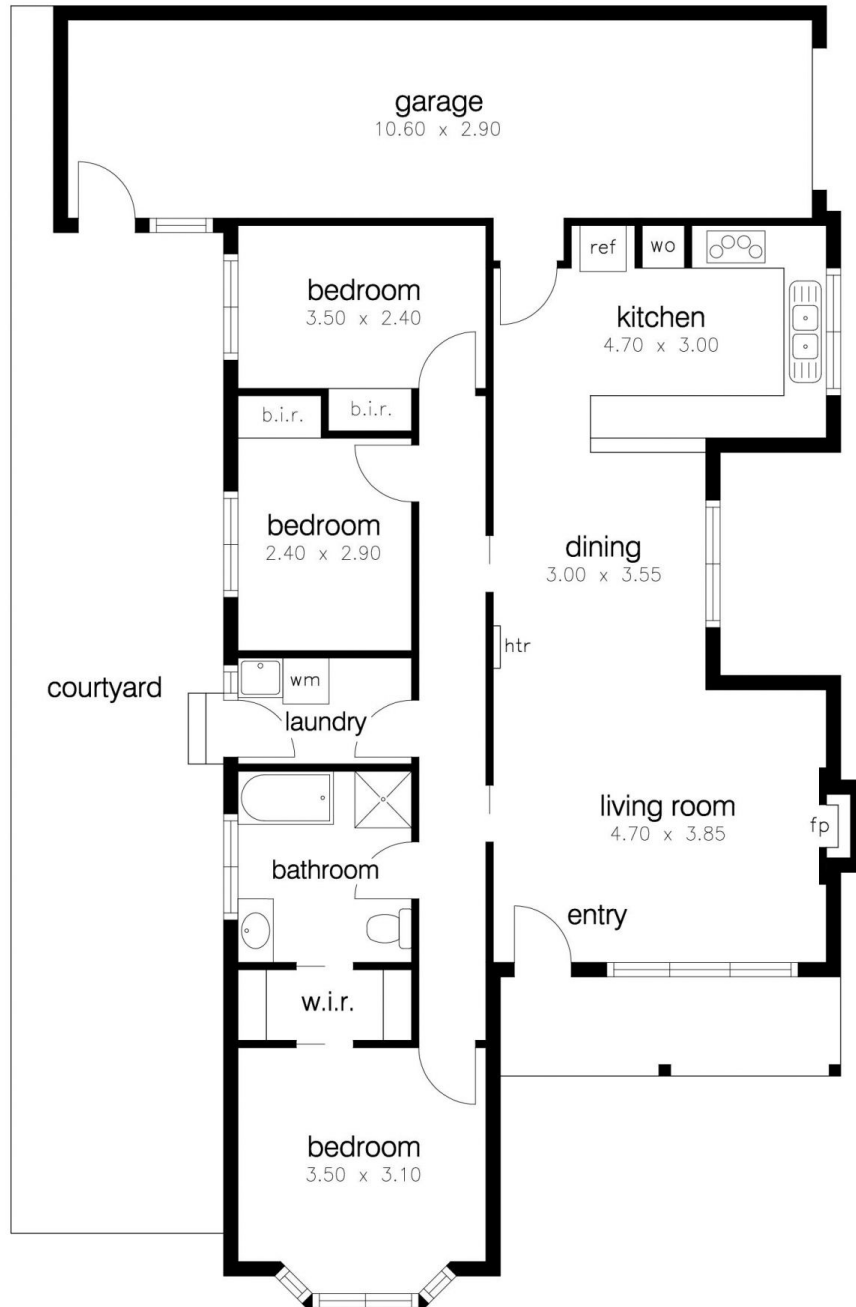 garage
10.60 x 2.90
ref
wo
bedroom
3.50 x 2.40
kitchen
4.70 x 3.00
b.i.r.
b.i.r.
bedroom
2.40 x 2.90
dining
3.00 x 3.55
htr
wm
courtyard
laundry
living room
4.70 x 3.85
fp
bathroom
entry
w.i.r.
bedroom
3.50 x 3.10